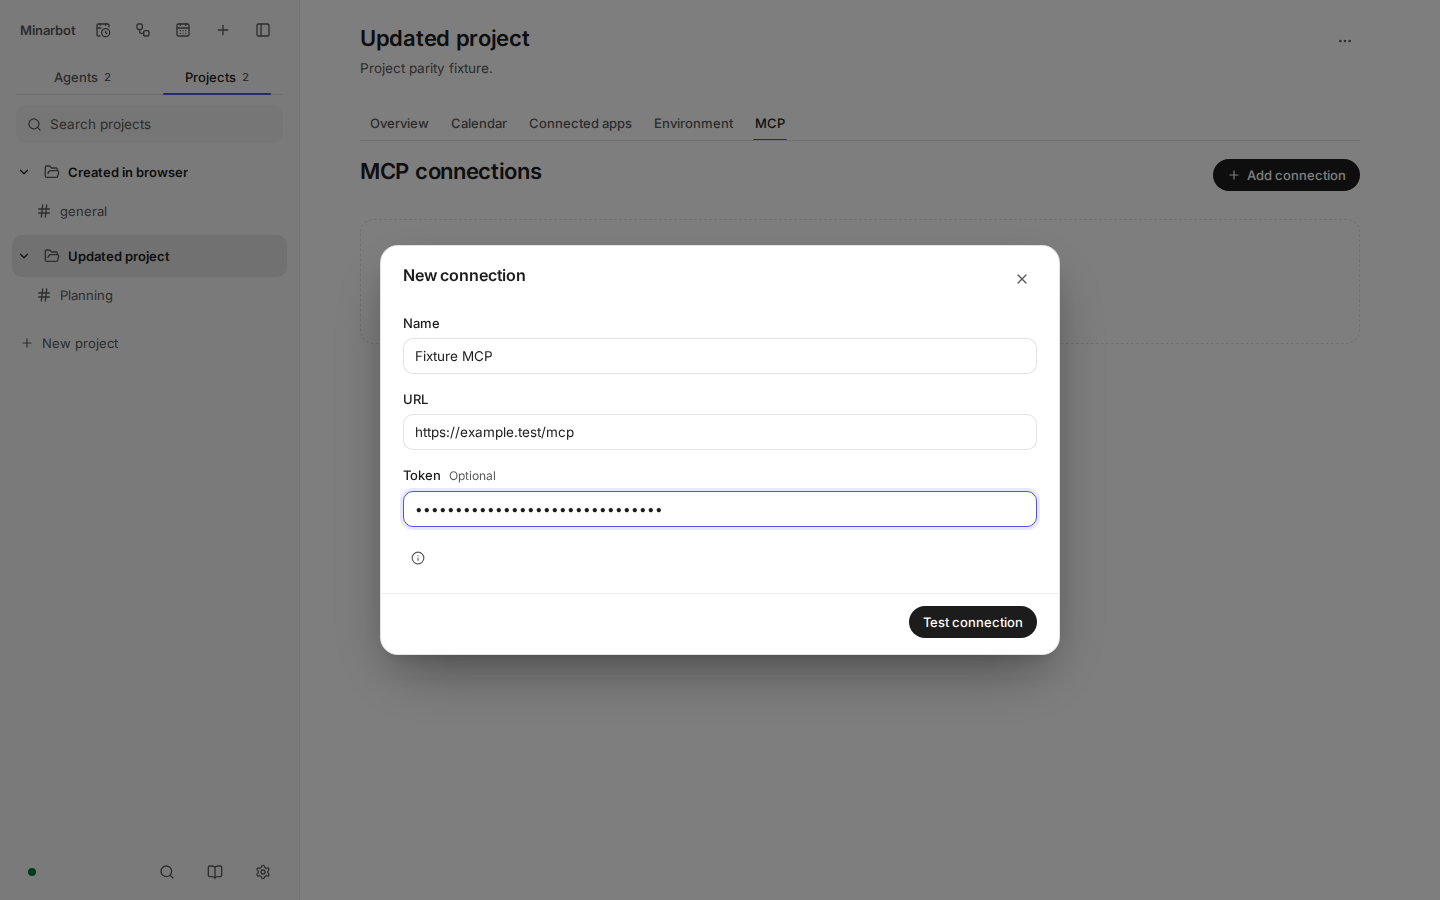 Minarbot
Agents 2
Projects 2
Search projects
Created in browser
general
Updated project
Planning
New project
Updated project
Project parity fixture.
Overview
Calendar
Connected apps
Environment
MCP
MCP connections
Add connection
New connection
Name
Fixture MCP
URL
https://example.test/mcp
Token Optional
•••••••••••••••••••••••••••••••
Test connection